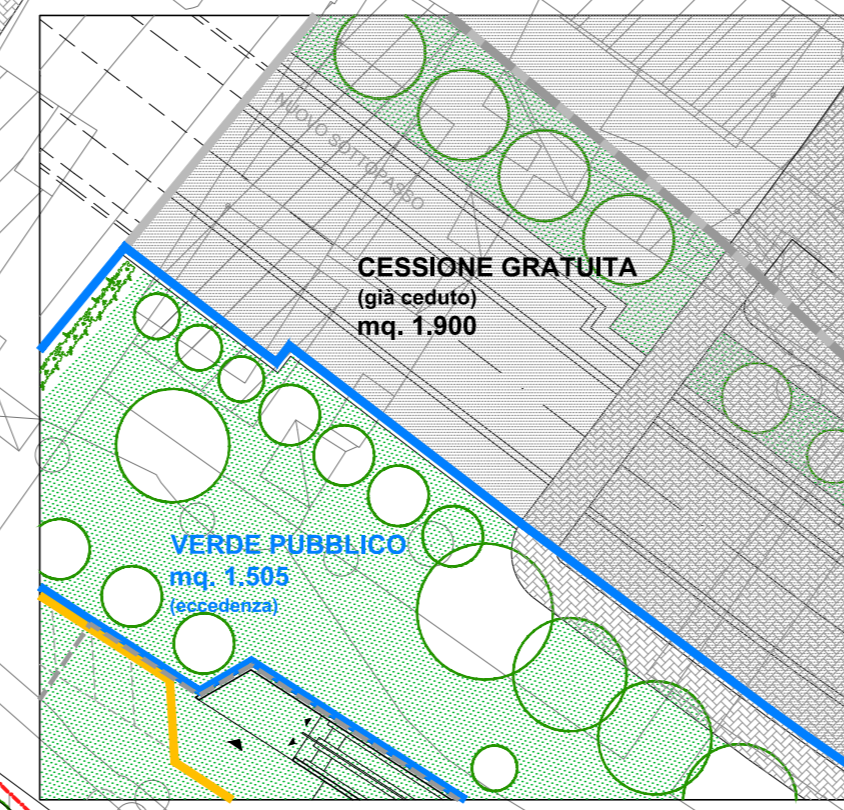 NUOVO SOTTOPASSO
CESSIONE GRATUITA
(già ceduto)
mq. 1.900
VERDE PUBBLICO
mq. 1.505
(eccedenza)